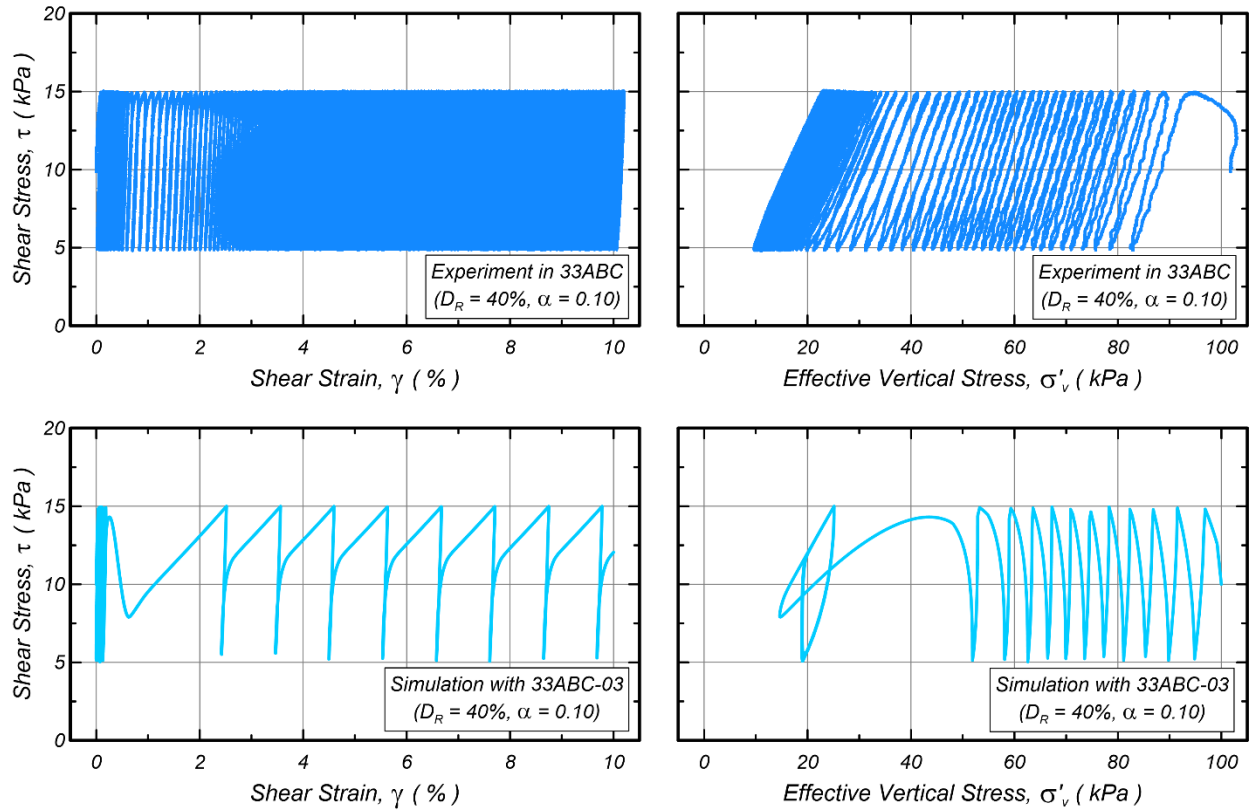 20
15
10
5
0
Shear Stress, τ ( kPa )
Experiment in 33ABC
(D_R = 40%, α = 0.10)
0 2 4 6 8 10
Shear Strain, γ ( % )
Experiment in 33ABC
(D_R = 40%, α = 0.10)
0 20 40 60 80 100
Effective Vertical Stress, σ'_v ( kPa )
20
15
10
5
0
Shear Stress, τ ( kPa )
Simulation with 33ABC-03
(D_R = 40%, α = 0.10)
0 2 4 6 8 10
Shear Strain, γ ( % )
Simulation with 33ABC-03
(D_R = 40%, α = 0.10)
0 20 40 60 80 100
Effective Vertical Stress, σ'_v ( kPa )